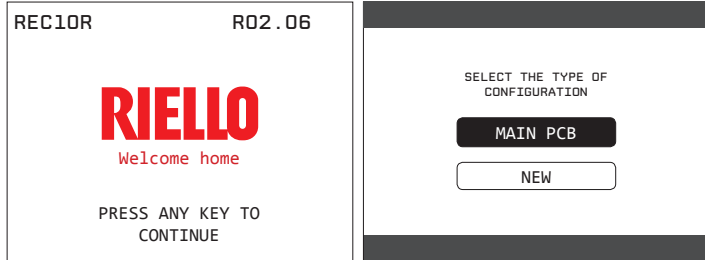 REC10R R02.06
RIELLO
Welcome home
PRESS ANY KEY TO
CONTINUE
SELECT THE TYPE OF
CONFIGURATION
MAIN PCB
NEW